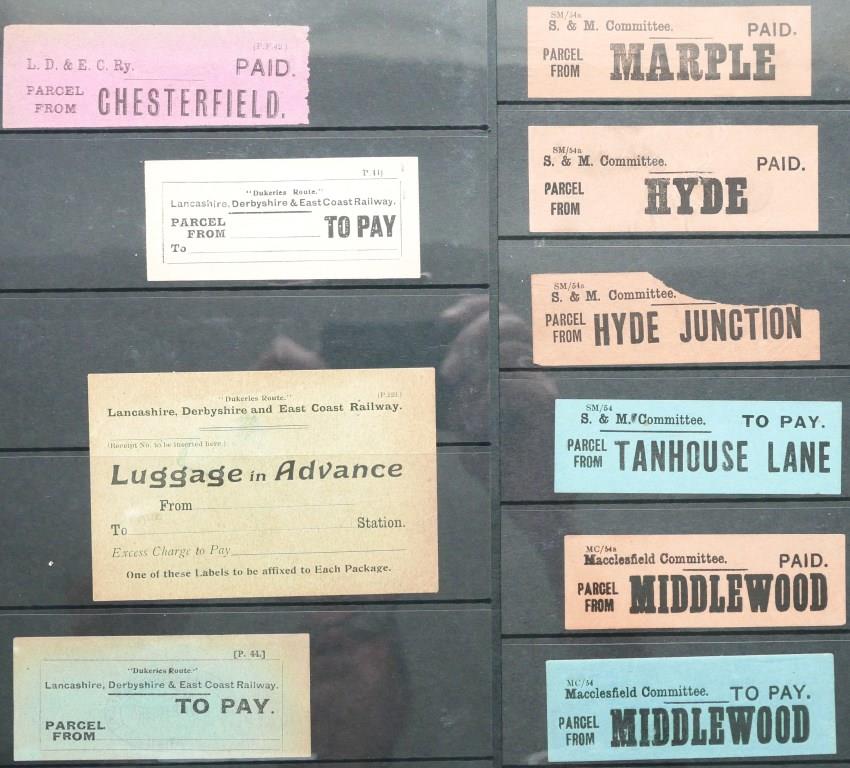 (P.P.42.)
L. D. & E. C. Ry. PAID.
PARCEL
FROM CHESTERFIELD.
P. 41)
"Dukeries Route."
Lancashire, Derbyshire & East Coast Railway.
PARCEL
FROM TO PAY
To
"Dukeries Route." (P.123.)
Lancashire, Derbyshire and East Coast Railway.
(Receipt No. to be inserted here.)
Luggage in Advance
From
To Station.
Excess Charge to Pay
One of these Labels to be affixed to Each Package.
[P. 44.]
"Dukeries Route."
Lancashire, Derbyshire & East Coast Railway.
TO PAY.
PARCEL
FROM
SM/54a
S. & M. Committee. PAID.
PARCEL
FROM MARPLE
SM/54a
S. & M. Committee. PAID.
PARCEL
FROM HYDE
SM/54a
S. & M. Committee.
PARCEL
FROM HYDE JUNCTION
SM/54
S. & M. Committee. TO PAY.
PARCEL
FROM TANHOUSE LANE
MC/54a
Macclesfield Committee. PAID.
PARCEL
FROM MIDDLEWOOD
MC/54
Macclesfield Committee. TO PAY.
PARCEL
FROM MIDDLEWOOD